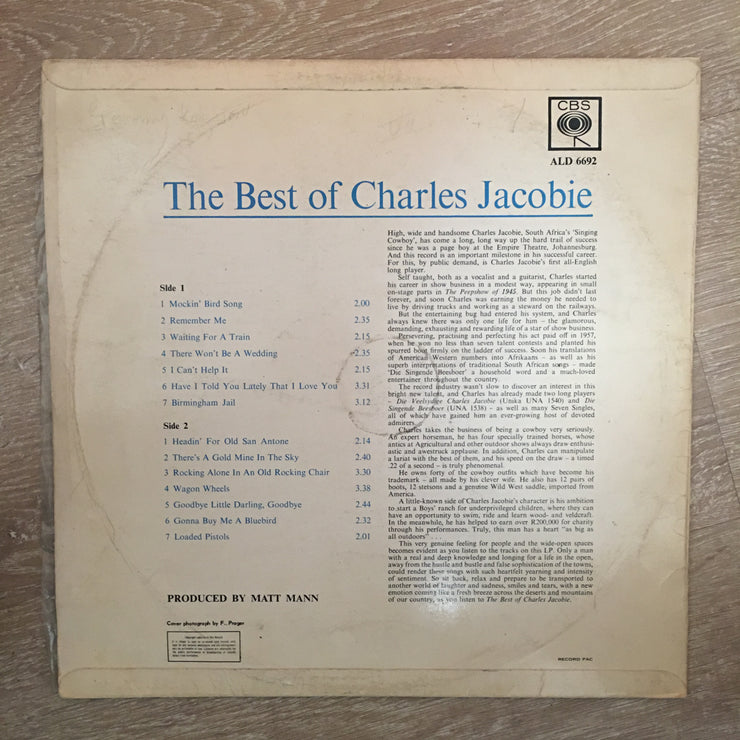 CBS
ALD 6692
The Best of Charles Jacobie
High, wide and handsome Charles Jacobie, South Africa's 'Singing
Cowboy', has come a long, long way up the hard trail of success
since he was a page boy at the Empire Theatre, Johannesburg.
And this record is an important milestone in his successful career.
For this, by public demand, is Charles Jacobie's first all-English
long player.
Self taught, both as a vocalist and a guitarist, Charles started
his career in show business in a modest way, appearing in small
on-stage parts in The Peepshow of 1945. But this job didn't last
forever, and soon Charles was earning the money he needed to
live by driving trucks and working as a steward on the railways.
But the entertaining bug had entered his system, and Charles
always knew there was only one life for him – the glamorous,
demanding, exhausting and rewarding life of a star of show business.
Persevering, practising and perfecting his act paid off in 1957,
when he won no less than seven talent contests and planted his
spurred boot firmly on the ladder of success. Soon his translations
of American Western numbers into Afrikaans – as well as his
superb interpretations of traditional South African songs – made
'Die Singende Beesboer' a household word and a much-loved
entertainer throughout the country.
The record industry wasn't slow to discover an interest in this
bright new talent, and Charles has already made two long players
– Die Veelsydige Charles Jacobie (Unika UNA 1540) and Die
Singende Beesboer (UNA 1538) - as well as many Seven Singles,
all of which have gained him an ever-growing host of devoted
admirers.
Charles takes the business of being a cowboy very seriously.
An expert horseman, he has four specially trained horses, whose
antics at Agricultural and other outdoor shows always draw enthusi-
astic and awestruck applause. In addition, Charles can manipulate
a lariat with the best of them, and his speed on the draw – a timed
.22 of a second – is truly phenomenal.
He owns forty of the cowboy outfits which have become his
trademark – all made by his clever wife. He also has 12 pairs of
boots, 12 stetsons and a genuine Wild West saddle, imported from
America.
A little-known side of Charles Jacobie's character is his ambition
to start a Boys' ranch for underprivileged children, where they can
have an opportunity to swim, ride and learn wood- and veldcraft.
In the meanwhile, he has helped to earn over R200,000 for charity
through his performances. Truly, this man has a heart "as big as
all outdoors" . . .
This very genuine feeling for people and the wide-open spaces
becomes evident as you listen to the tracks on this LP. Only a man
with a real and deep knowledge and longing for a life in the open,
away from the hustle and bustle and false sophistication of the towns,
could render these songs with such heartfelt yearning and intensity
of sentiment. So sit back, relax and prepare to be transported to
another world of laughter and sadness, smiles and tears, with a new
emotion coming like a fresh breeze across the deserts and mountains
of our country, as you listen to The Best of Charles Jacobie.
Side 1
1 Mockin' Bird Song 2.00
2 Remember Me 2.35
3 Waiting For A Train 2.15
4 There Won't Be A Wedding 2.35
5 I Can't Help It 2.15
6 Have I Told You Lately That I Love You 3.31
7 Birmingham Jail 3.12
Side 2
1 Headin' For Old San Antone 2.14
2 There's A Gold Mine In The Sky 2.40
3 Rocking Alone In An Old Rocking Chair 3.30
4 Wagon Wheels 3.38
5 Goodbye Little Darling, Goodbye 2.44
6 Gonna Buy Me A Bluebird 2.32
7 Loaded Pistols 2.01
PRODUCED BY MATT MANN
Cover photograph by F. Prager
RECORD PAC